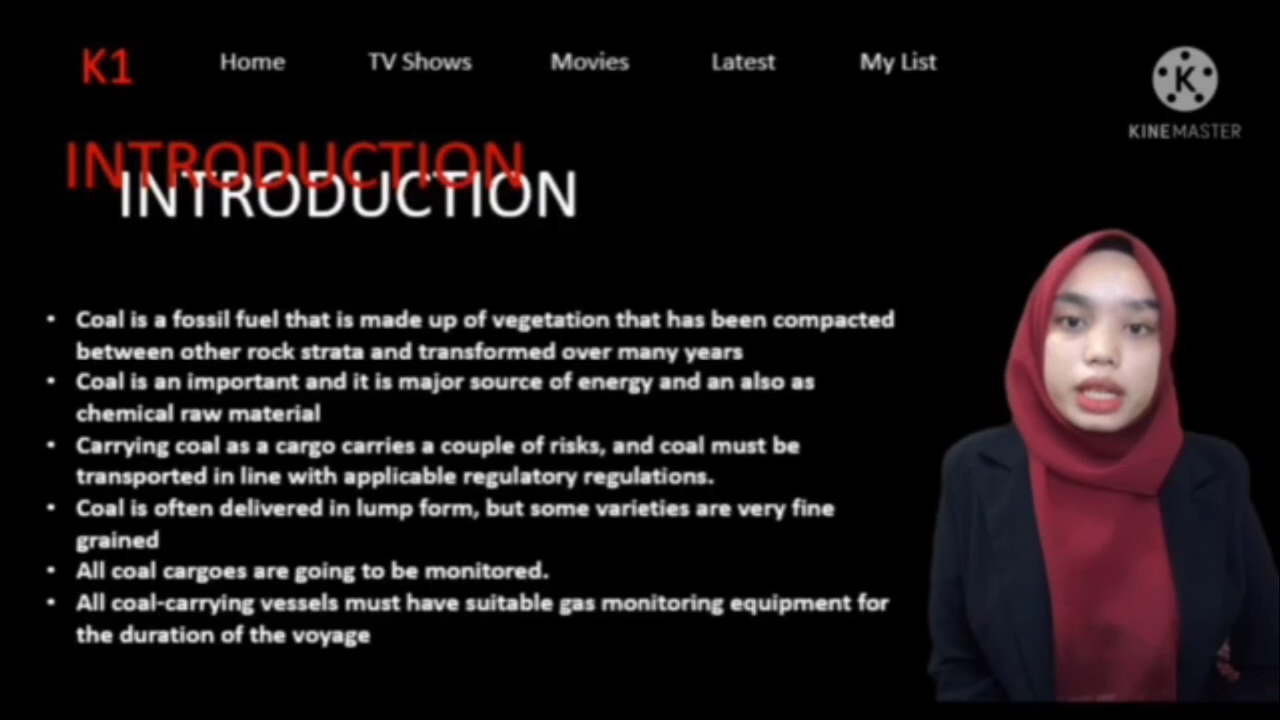 K1 Home TV Shows Movies Latest My List
K
KINEMASTER
INTRODUCTION
INTRODUCTION
• Coal is a fossil fuel that is made up of vegetation that has been compacted
between other rock strata and transformed over many years
• Coal is an important and it is major source of energy and an also as
chemical raw material
• Carrying coal as a cargo carries a couple of risks, and coal must be
transported in line with applicable regulatory regulations.
• Coal is often delivered in lump form, but some varieties are very fine
grained
• All coal cargoes are going to be monitored.
• All coal-carrying vessels must have suitable gas monitoring equipment for
the duration of the voyage